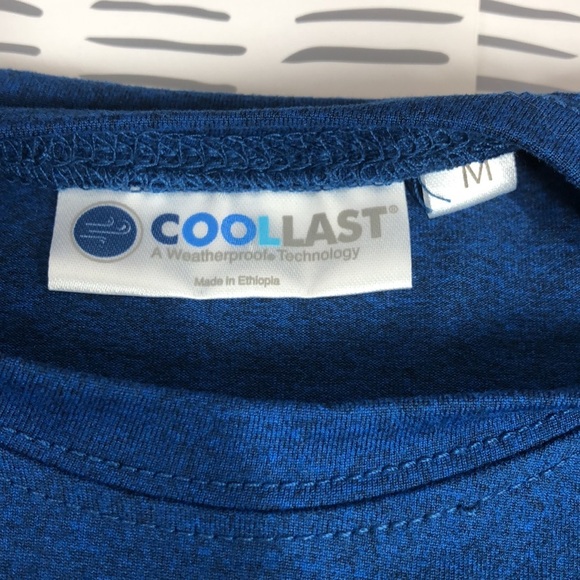 COOLLAST®
A Weatherproof® Technology
Made in Ethiopia
M